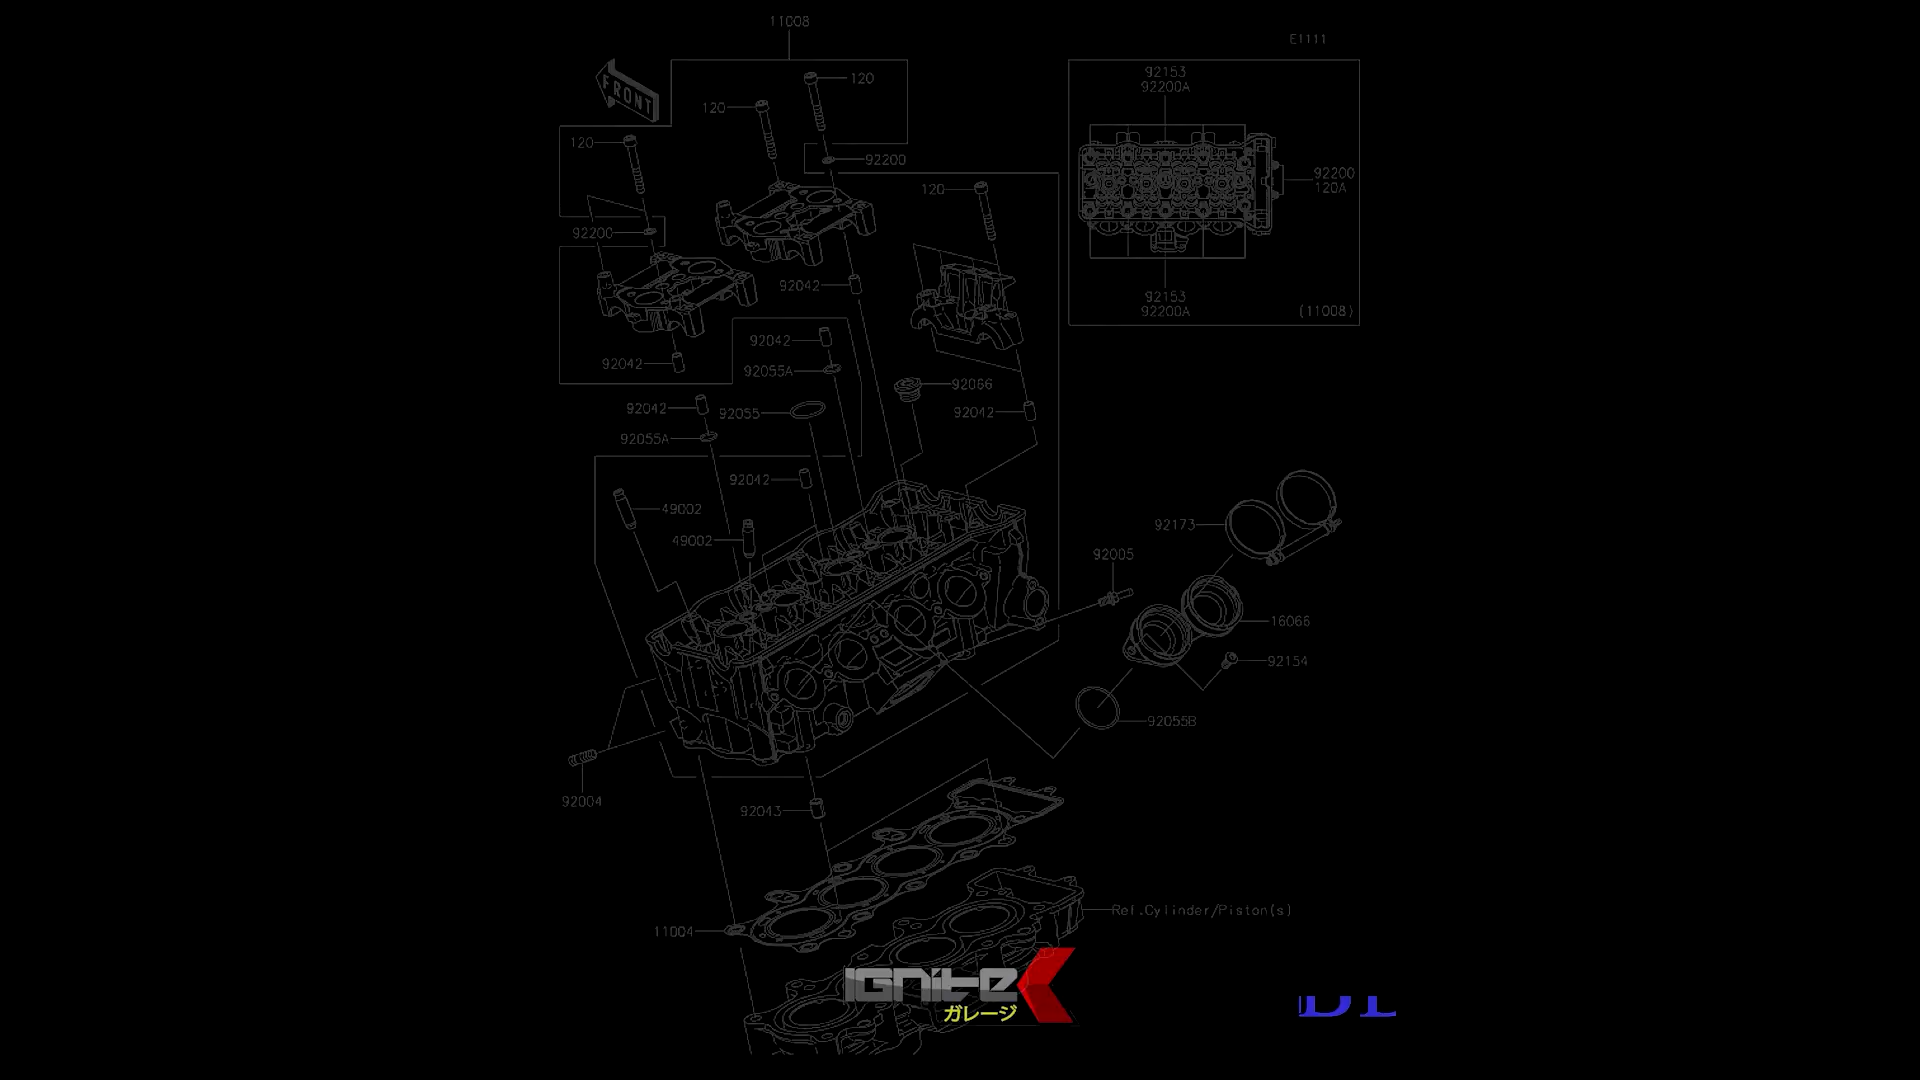 11008
E1111
FRONT
120
120
120
92200
92153
92200A
92200
120A
120
92200
92042
92153
92200A
(11008)
92042
92042
92055A
92066
92042
92042
92055
92055A
92042
49002
49002
92173
92005
16066
92154
92055B
92004
92043
11004
Ref.Cylinder/Piston(s)
IGNITE
ガレージ